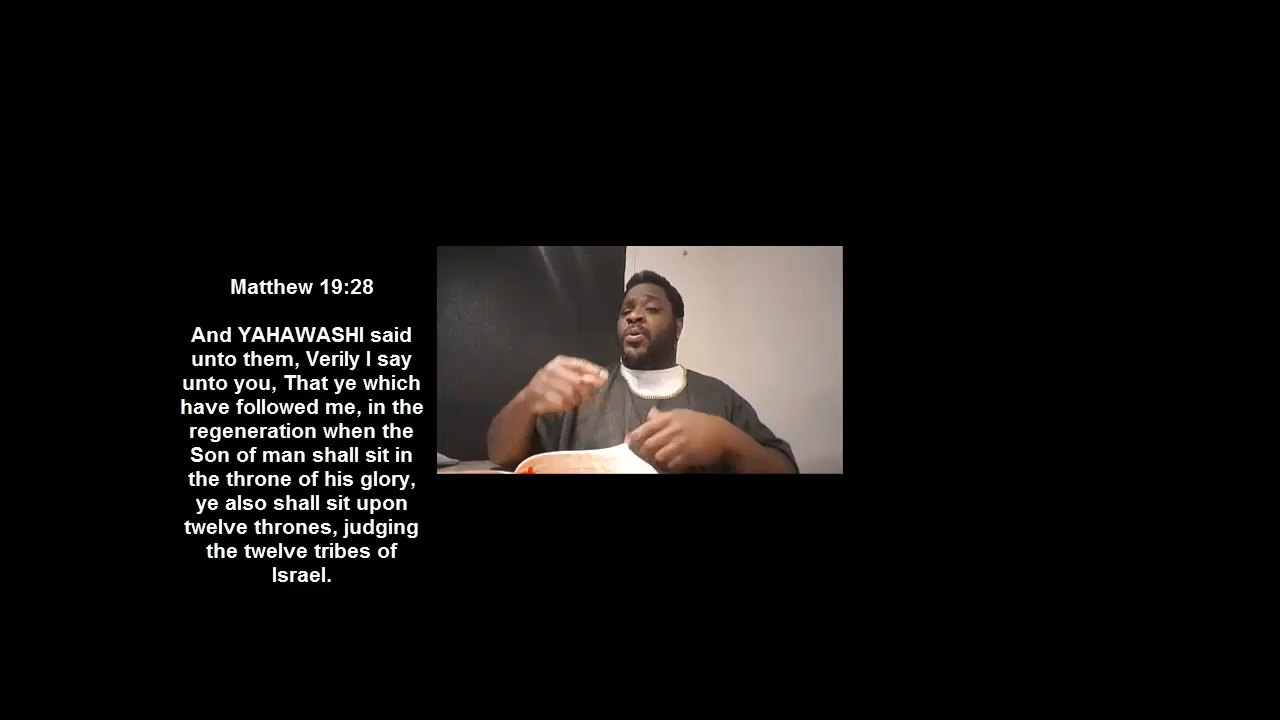 Matthew 19:28
And YAHAWASHI said
unto them, Verily I say
unto you, That ye which
have followed me, in the
regeneration when the
Son of man shall sit in
the throne of his glory,
ye also shall sit upon
twelve thrones, judging
the twelve tribes of
Israel.